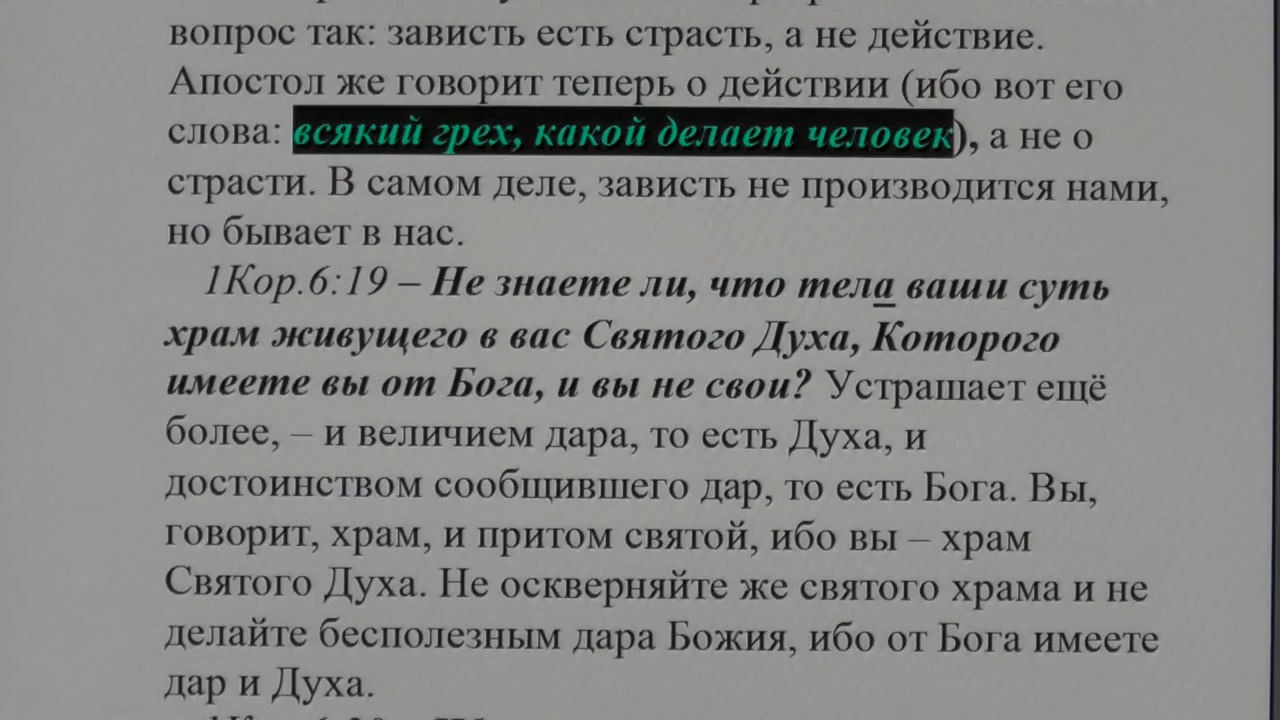 вопрос так: зависть есть страсть, а не действие.
Апостол же говорит теперь о действии (ибо вот его
слова: всякий грех, какой делает человек), а не о
страсти. В самом деле, зависть не производится нами,
но бывает в нас.
1Кор.6:19 – Не знаете ли, что тела ваши суть
храм живущего в вас Святого Духа, Которого
имеете вы от Бога, и вы не свои? Устрашает ещё
более, – и величием дара, то есть Духа, и
достоинством сообщившего дар, то есть Бога. Вы,
говорит, храм, и притом святой, ибо вы – храм
Святого Духа. Не оскверняйте же святого храма и не
делайте бесполезным дара Божия, ибо от Бога имеете
дар и Духа.